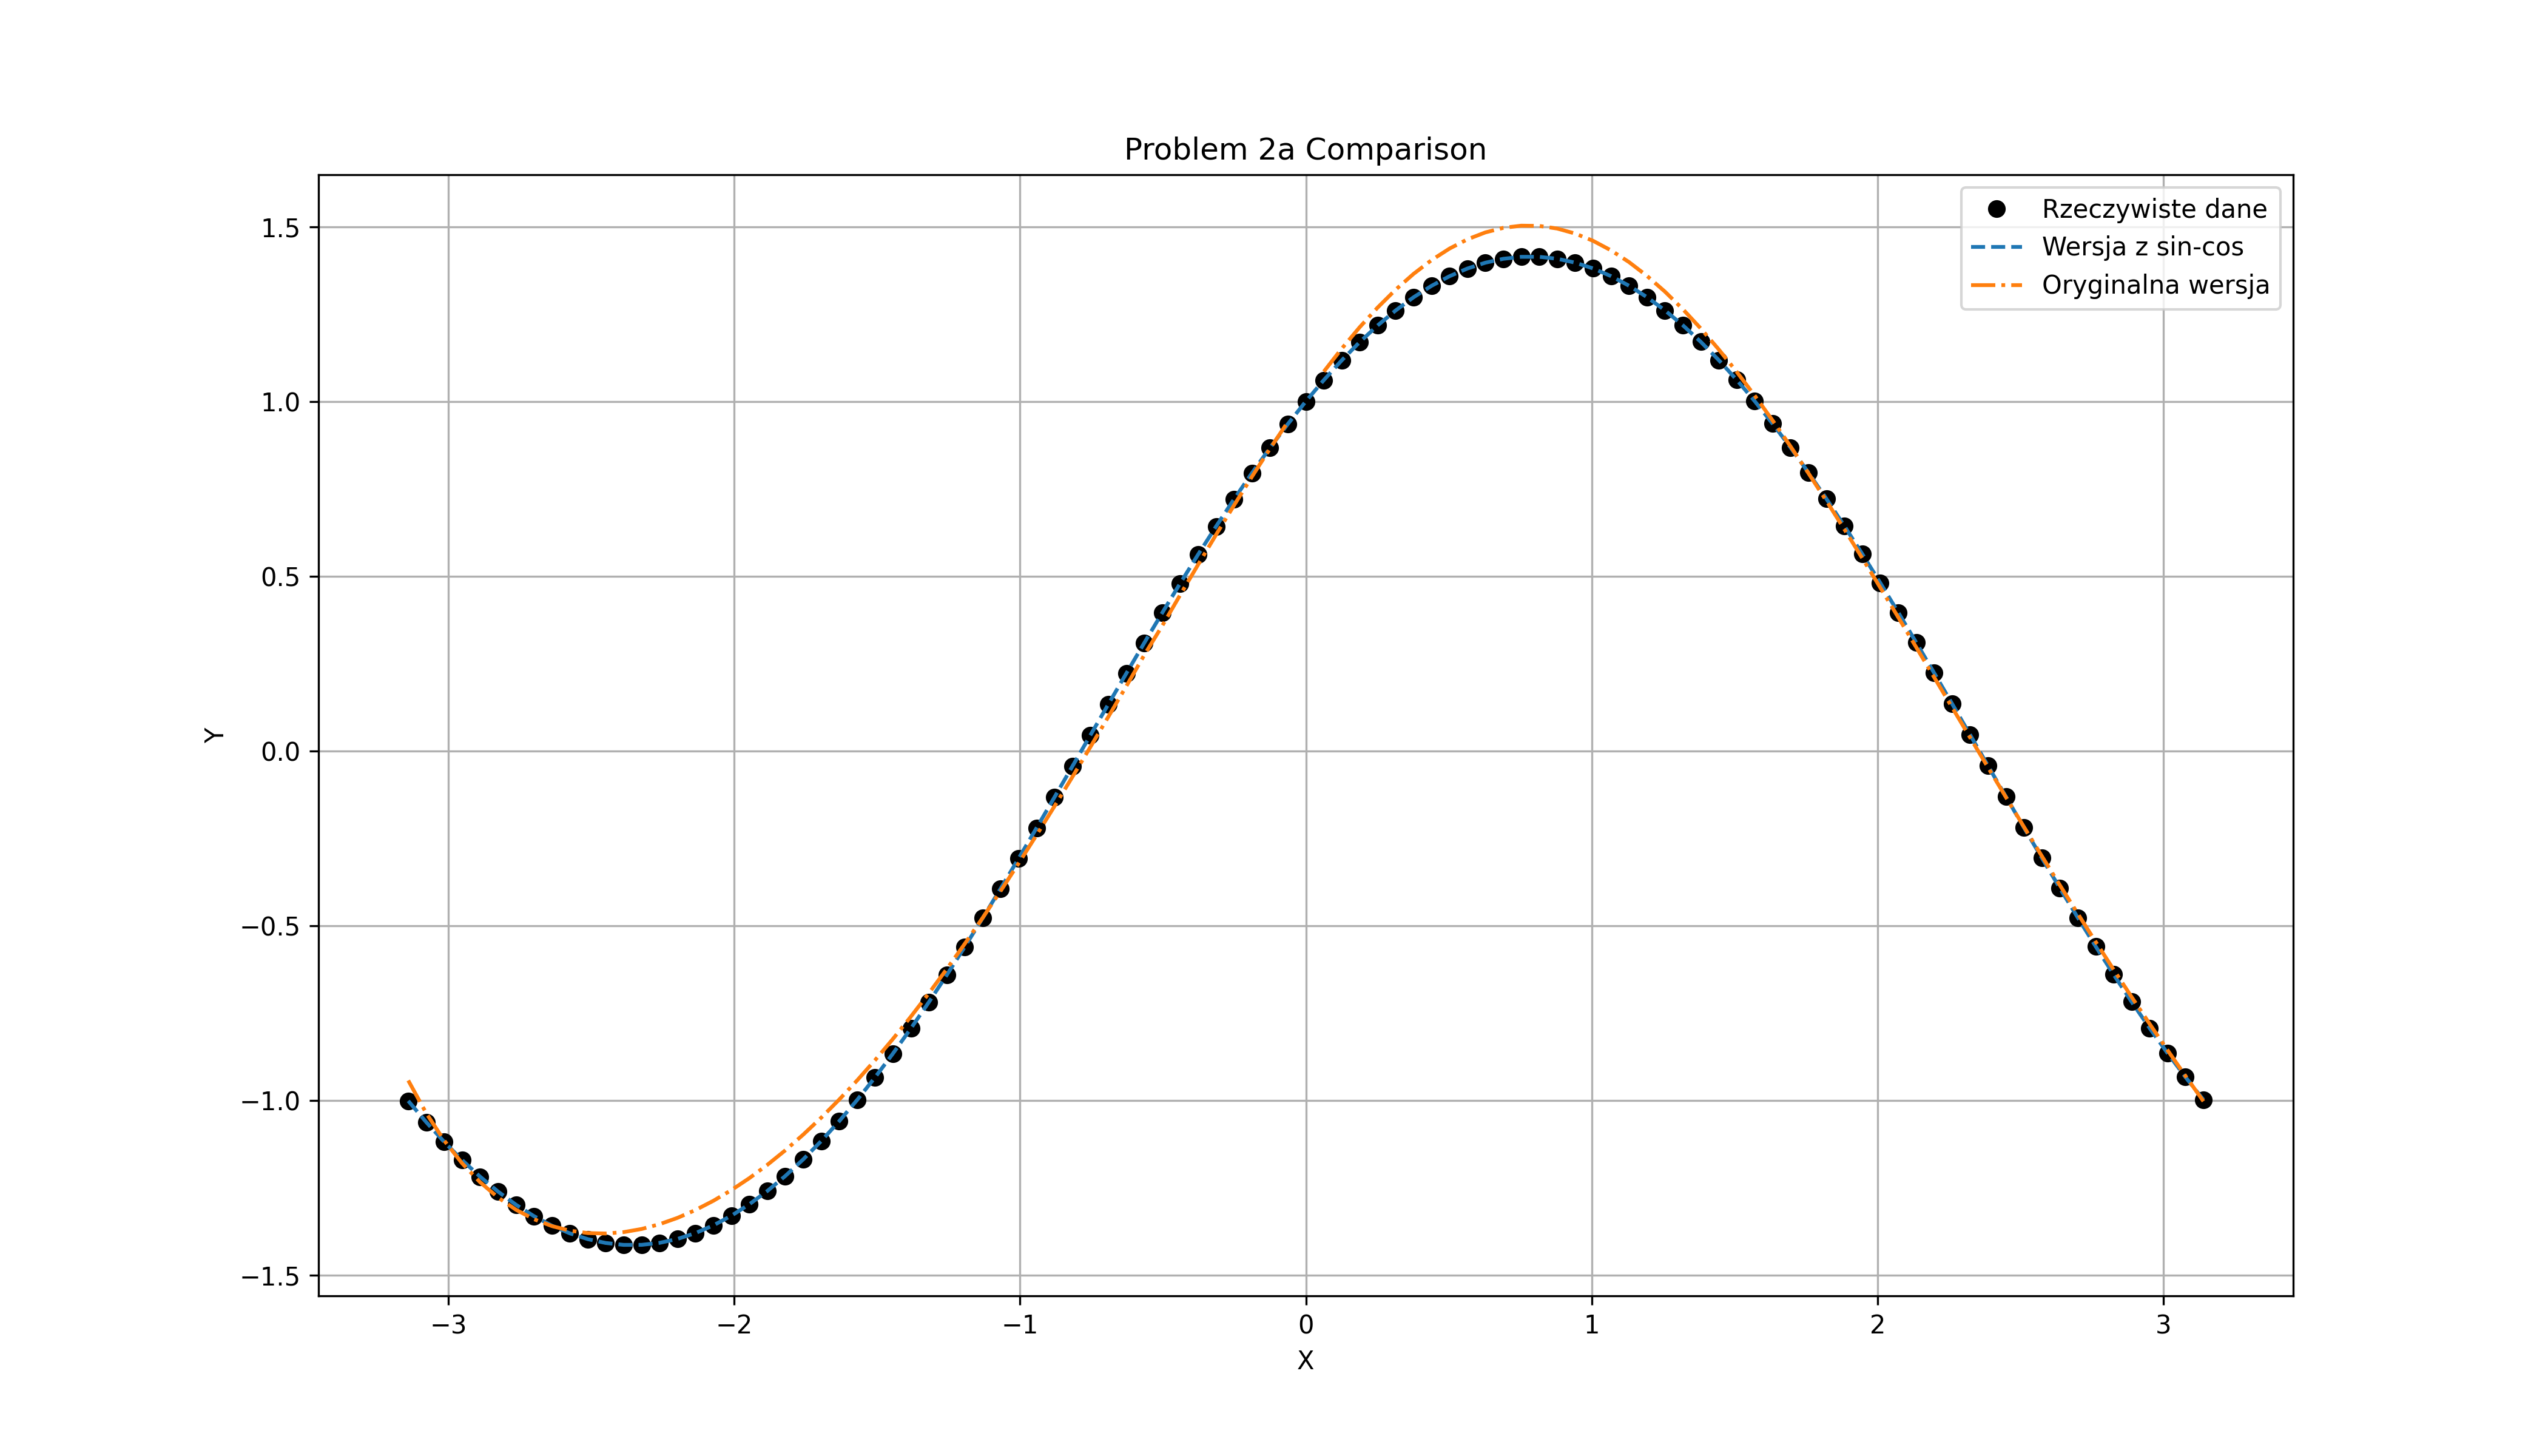 Problem 2a Comparison
Rzeczywiste dane
Wersja z sin-cos
Oryginalna wersja
1.5
1.0
0.5
0.0
−0.5
−1.0
−1.5
Y
−3 −2 −1 0 1 2 3
X